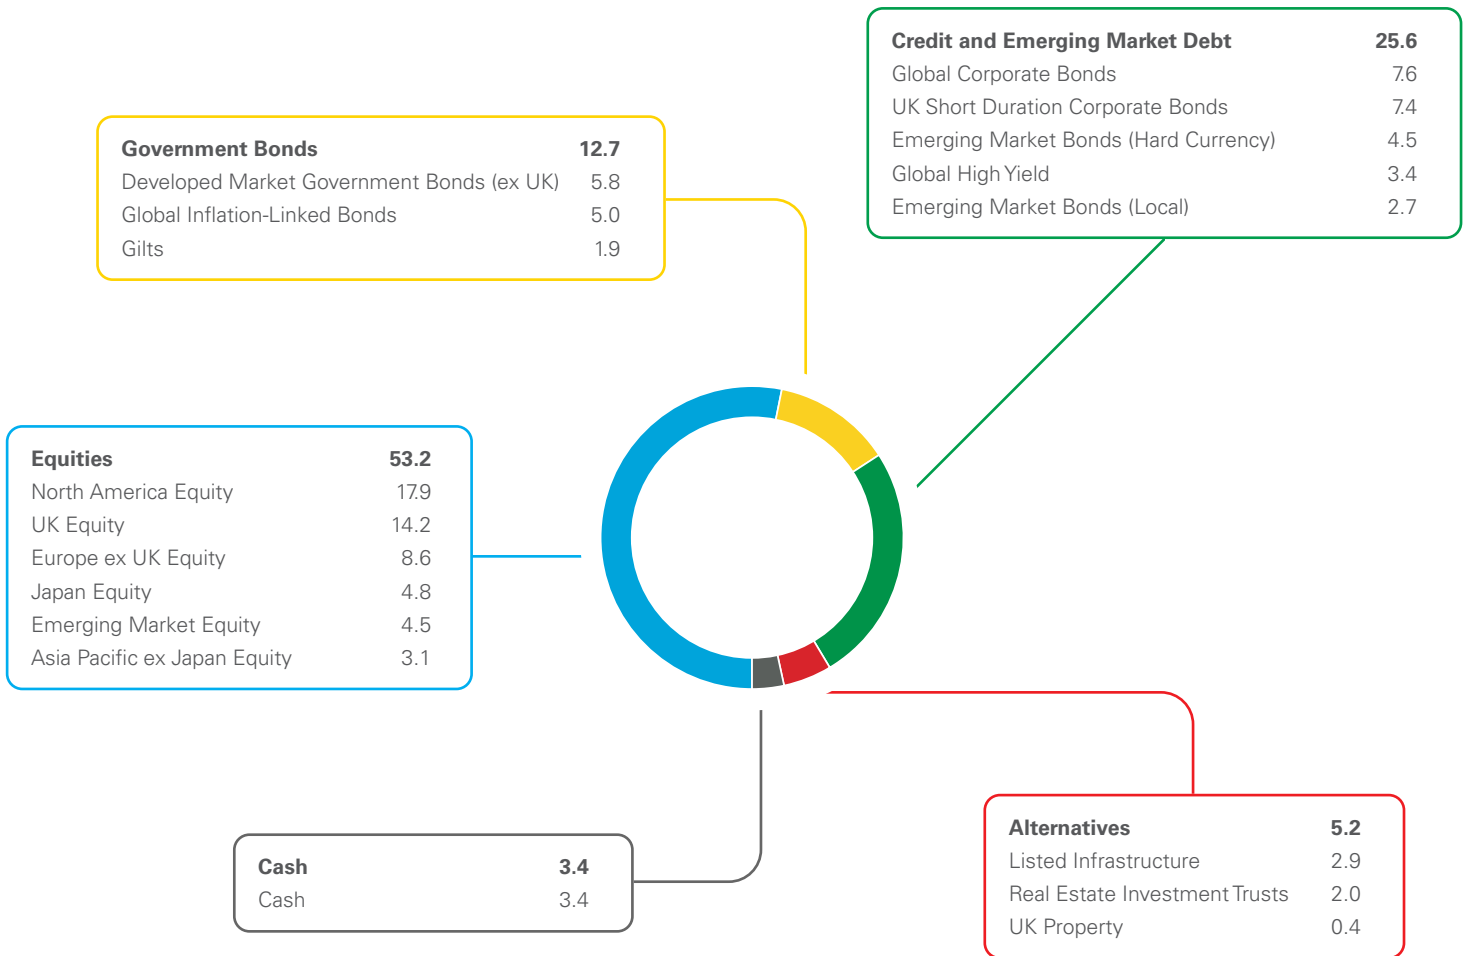 Credit and Emerging Market Debt 25.6
Global Corporate Bonds 7.6
UK Short Duration Corporate Bonds 7.4
Emerging Market Bonds (Hard Currency) 4.5
Global High Yield 3.4
Emerging Market Bonds (Local) 2.7
Government Bonds 12.7
Developed Market Government Bonds (ex UK) 5.8
Global Inflation-Linked Bonds 5.0
Gilts 1.9
Equities 53.2
North America Equity 17.9
UK Equity 14.2
Europe ex UK Equity 8.6
Japan Equity 4.8
Emerging Market Equity 4.5
Asia Pacific ex Japan Equity 3.1
Alternatives 5.2
Listed Infrastructure 2.9
Real Estate Investment Trusts 2.0
UK Property 0.4
Cash 3.4
Cash 3.4